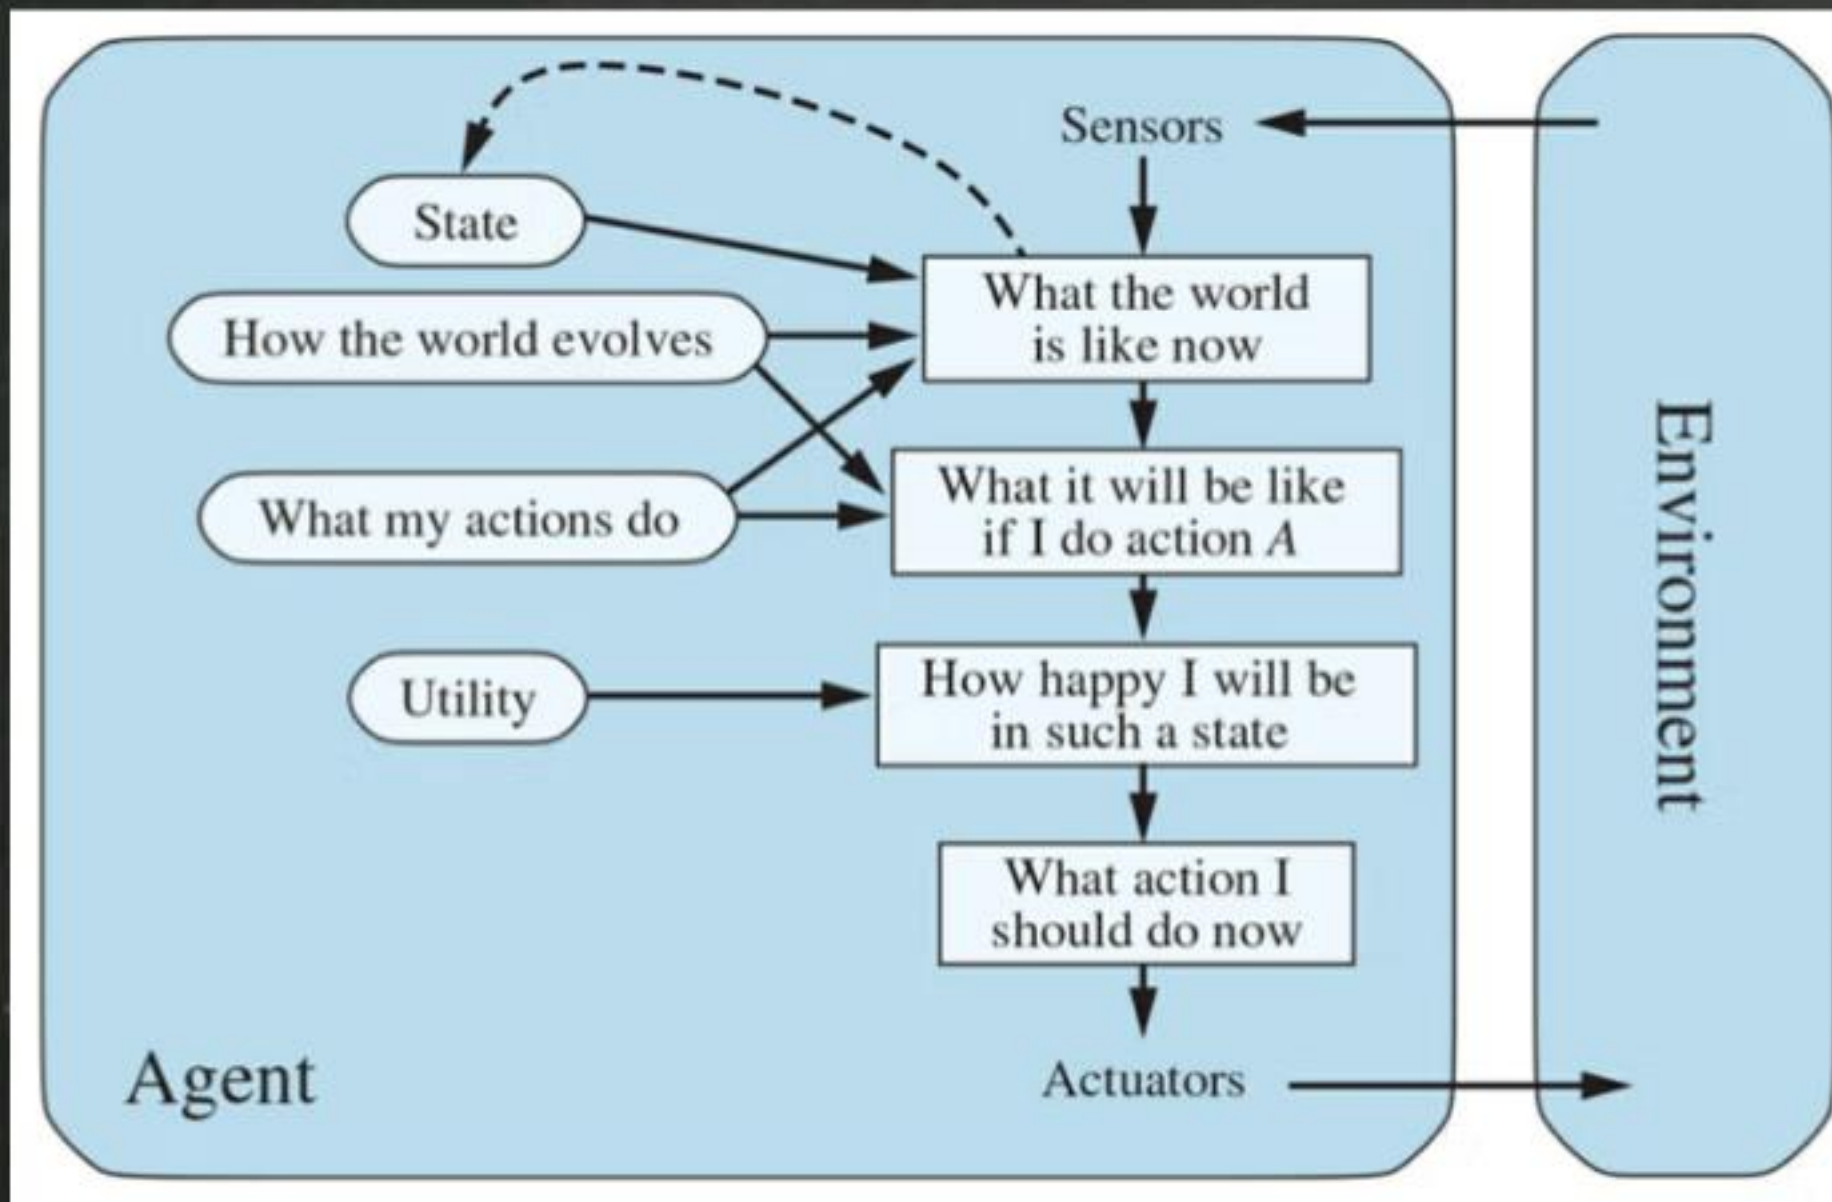 Sensors
State
What the world
is like now
How the world evolves
What it will be like
if I do action A
What my actions do
How happy I will be
in such a state
Utility
What action I
should do now
Agent
Actuators
Environment